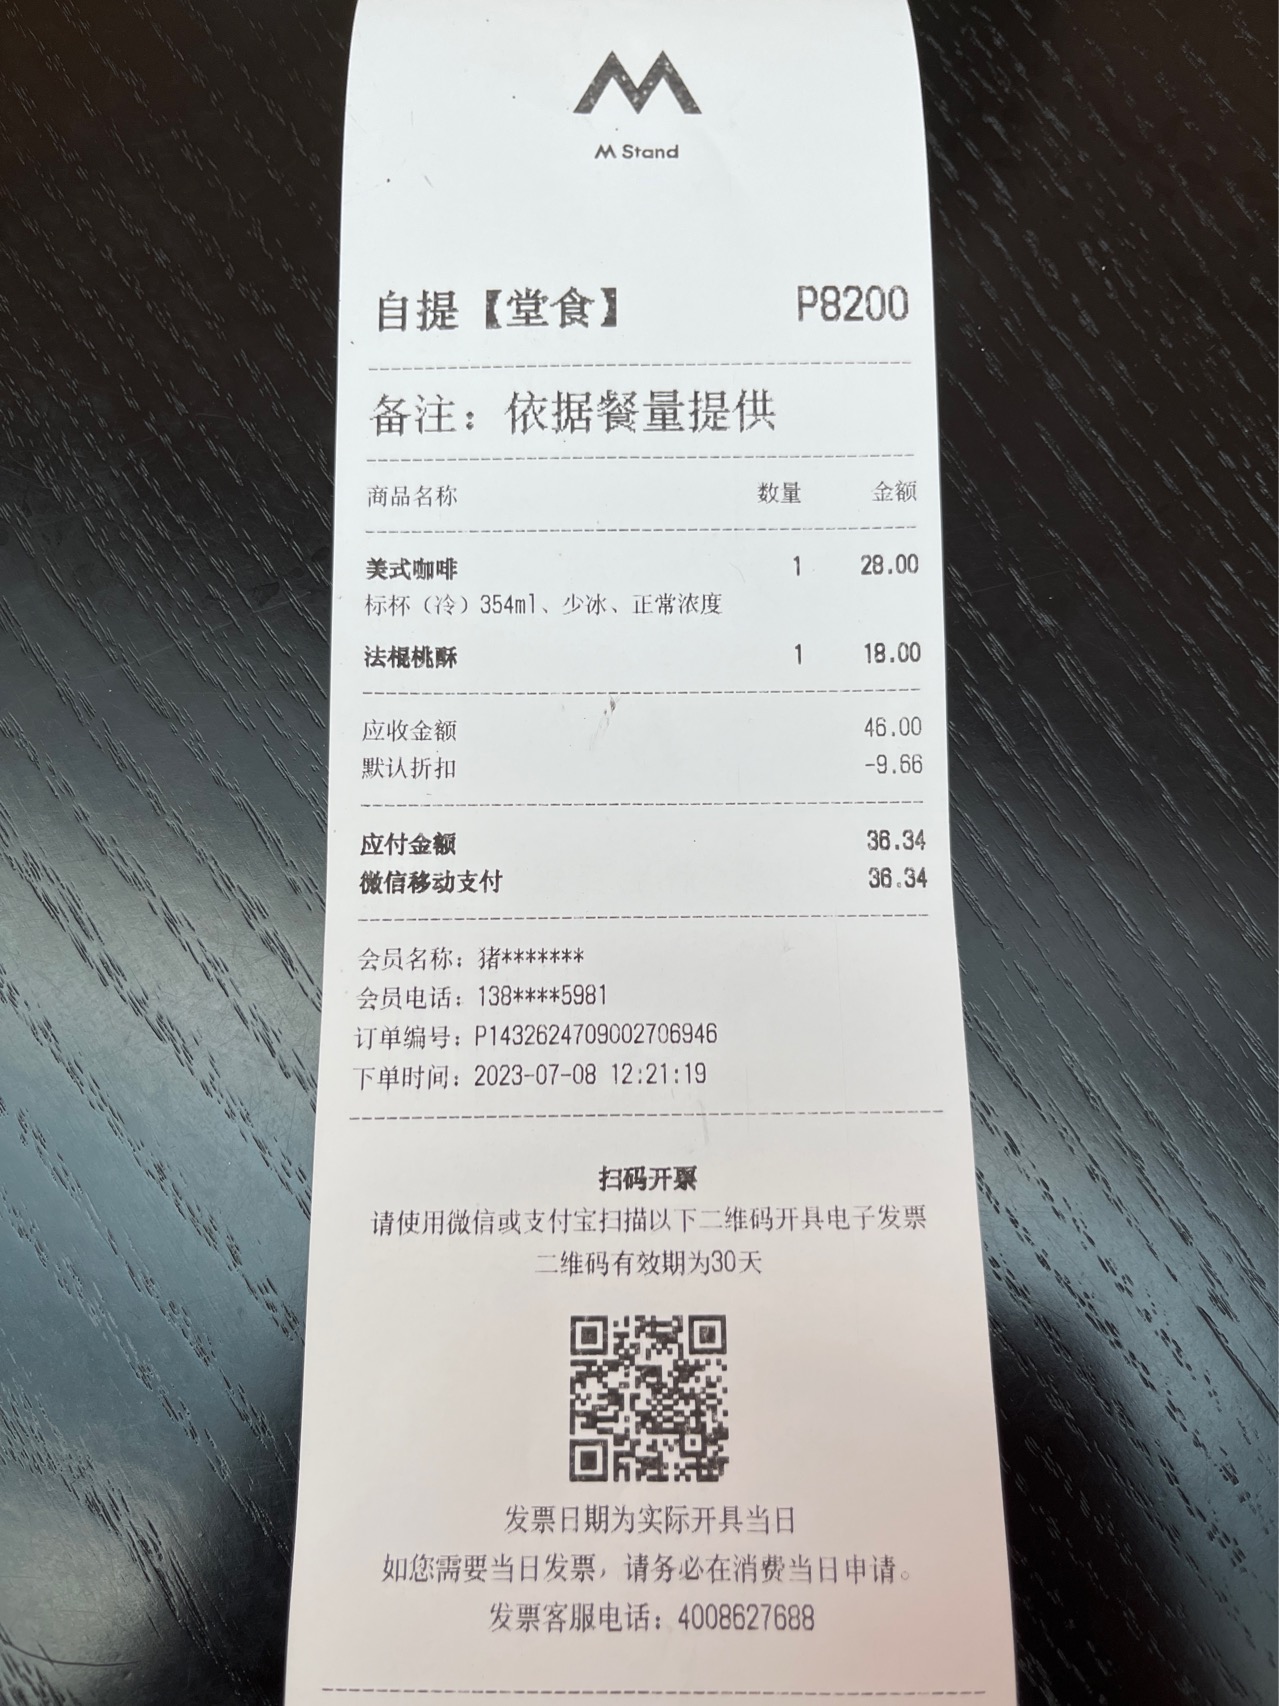 M Stand
自提【堂食】 P8200
备注：依据餐量提供
商品名称 数量 金额
美式咖啡 1 28.00
标杯（冷）354ml、少冰、正常浓度
法棍桃酥 1 18.00
应收金额 46.00
默认折扣 -9.66
应付金额 36.34
微信移动支付 36.34
会员名称：猪*******
会员电话：138****5981
订单编号：P1432624709002706946
下单时间：2023-07-08 12:21:19
扫码开票
请使用微信或支付宝扫描以下二维码开具电子发票
二维码有效期为30天
发票日期为实际开具当日
如您需要当日发票，请务必在消费当日申请。
发票客服电话：4008627688